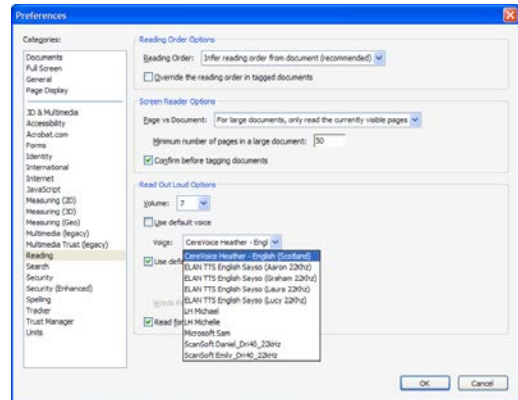 Preferences
Categories:
Documents
Full Screen
General
Page Display
3D & Multimedia
Accessibility
Acrobat.com
Forms
Identity
International
Internet
JavaScript
Measuring (2D)
Measuring (3D)
Measuring (Geo)
Multimedia (legacy)
Multimedia Trust (legacy)
Reading
Search
Security
Security (Enhanced)
Spelling
Tracker
Trust Manager
Units
Reading Order Options
Reading Order: Infer reading order from document (recommended)
Override the reading order in tagged documents
Screen Reader Options
Page vs Document: For large documents, only read the currently visible pages
Minimum number of pages in a large document: 50
Confirm before tagging documents
Read Out Loud Options
Volume: 7
Use default voice
Voice: CereVoice Heather - Engl
CereVoice Heather - English (Scotland)
Use defa
ELAN TTS English Sayso (Aaron 22Khz)
ELAN TTS English Sayso (Graham 22Khz)
ELAN TTS English Sayso (Laura 22Khz)
ELAN TTS English Sayso (Lucy 22Khz)
Words
LH Michael
LH Michelle
Read for
Microsoft Sam
ScanSoft Daniel_Dri40_22kHz
ScanSoft Emily_Dri40_22kHz
OK
Cancel